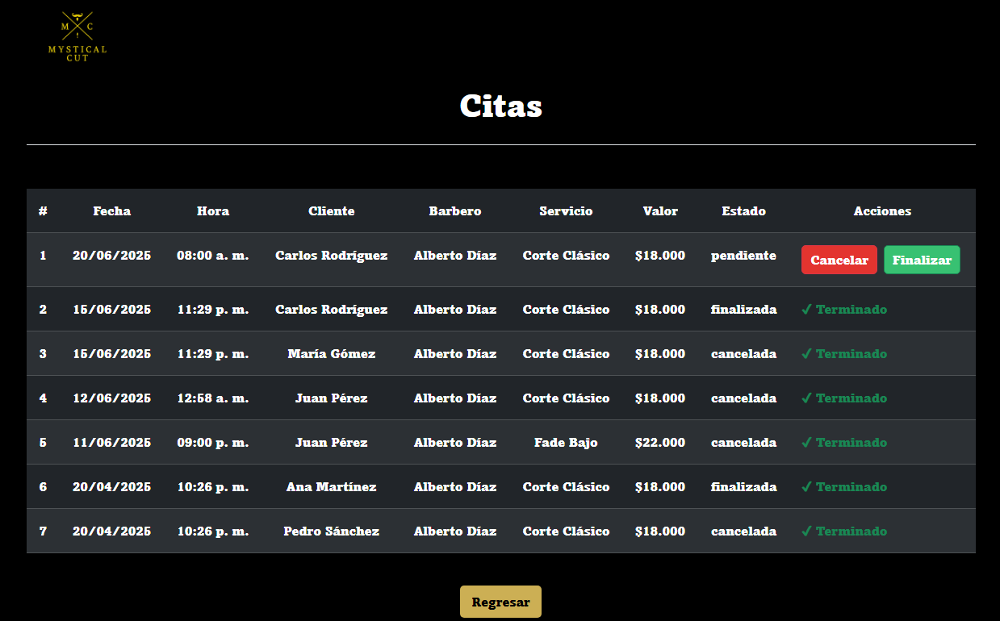 M C
MYSTICAL
CUT
Citas
# Fecha Hora Cliente Barbero Servicio Valor Estado Acciones
1 20/06/2025 08:00 a. m. Carlos Rodríguez Alberto Díaz Corte Clásico $18.000 pendiente Cancelar Finalizar
2 15/06/2025 11:29 p. m. Carlos Rodríguez Alberto Díaz Corte Clásico $18.000 finalizada ✓ Terminado
3 15/06/2025 11:29 p. m. María Gómez Alberto Díaz Corte Clásico $18.000 cancelada ✓ Terminado
4 12/06/2025 12:58 a. m. Juan Pérez Alberto Díaz Corte Clásico $18.000 cancelada ✓ Terminado
5 11/06/2025 09:00 p. m. Juan Pérez Alberto Díaz Fade Bajo $22.000 cancelada ✓ Terminado
6 20/04/2025 10:26 p. m. Ana Martínez Alberto Díaz Corte Clásico $18.000 finalizada ✓ Terminado
7 20/04/2025 10:26 p. m. Pedro Sánchez Alberto Díaz Corte Clásico $18.000 cancelada ✓ Terminado
Regresar